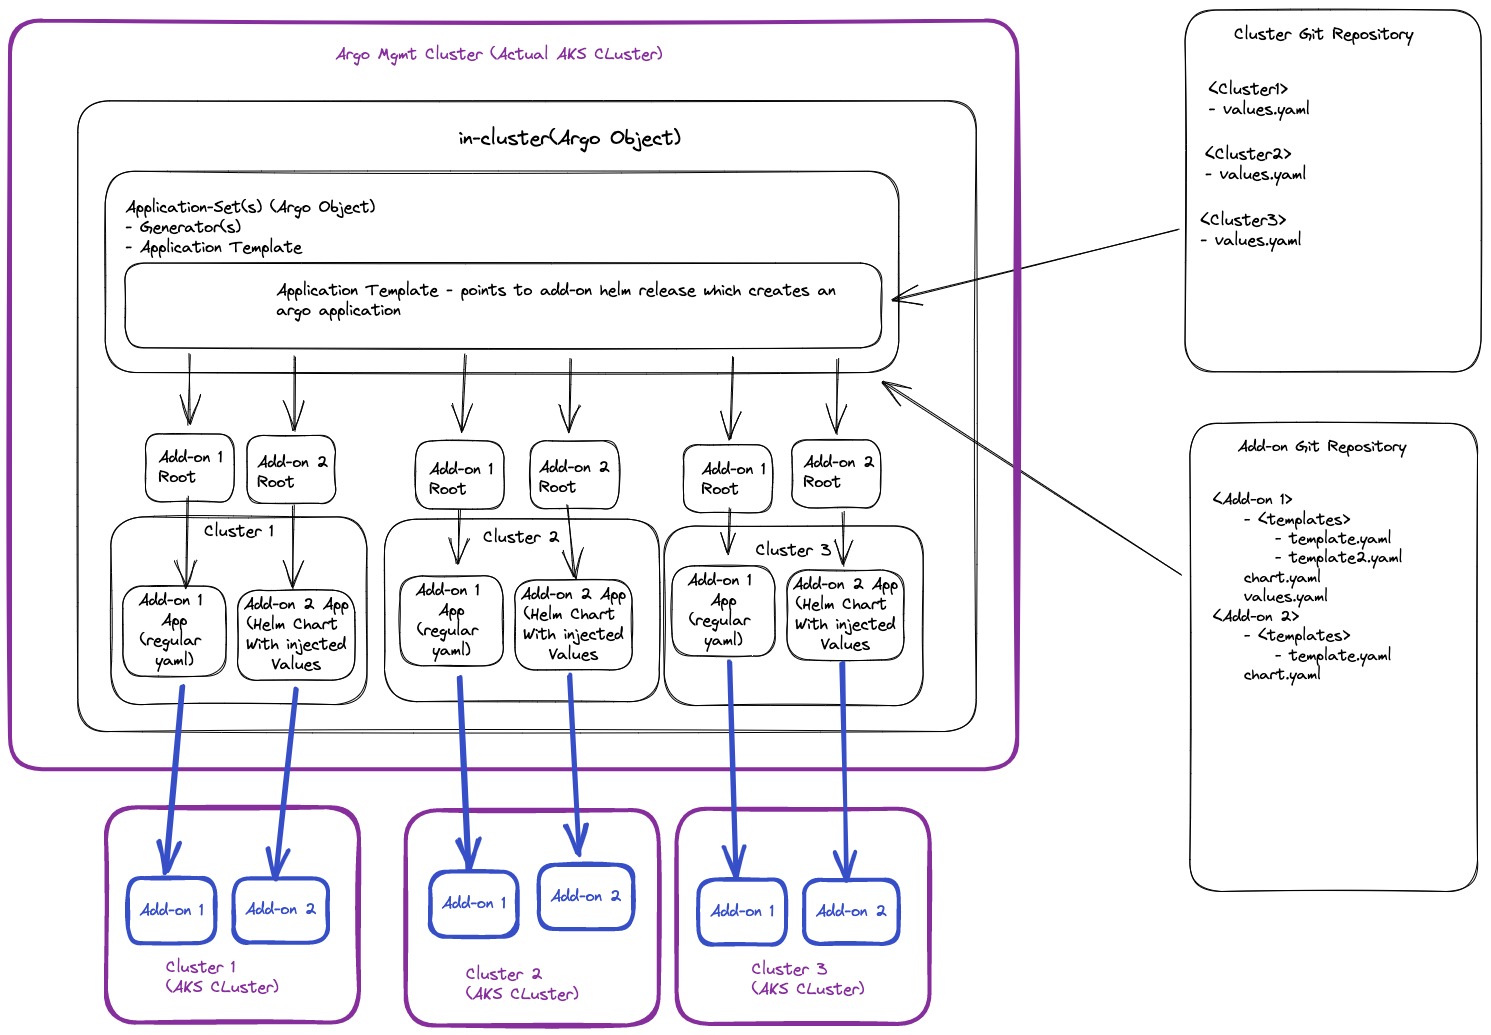 Argo Mgmt Cluster (Actual AKS CLuster)
in-cluster(Argo Object)
Application-Set(s) (Argo Object)
- Generator(s)
- Application Template
Application Template - points to add-on helm release which creates an
argo application
Add-on 1
Root
Add-on 2
Root
Add-on 1
Root
Add-on 2
Root
Add-on 1
Root
Add-on 2
Root
Cluster 1
Add-on 1
App
(regular
yaml)
Add-on 2 App
(Helm Chart
With injected
Values
Cluster 2
Add-on 1
App
(regular
yaml)
Add-on 2 App
(Helm Chart
With injected
Values
Cluster 3
Add-on 1
App
(regular
yaml)
Add-on 2 App
(Helm Chart
With injected
Values
Add-on 1
Add-on 2
Cluster 1
(AKS CLuster)
Add-on 1
Add-on 2
Cluster 2
(AKS CLuster)
Add-on 1
Add-on 2
Cluster 3
(AKS CLuster)
Cluster Git Repository
<Cluster1>
- values.yaml
<Cluster2>
- values.yaml
<Cluster3>
- values.yaml
Add-on Git Repository
<Add-on 1>
- <templates>
- template.yaml
- template2.yaml
chart.yaml
values.yaml
<Add-on 2>
- <templates>
- template.yaml
chart.yaml